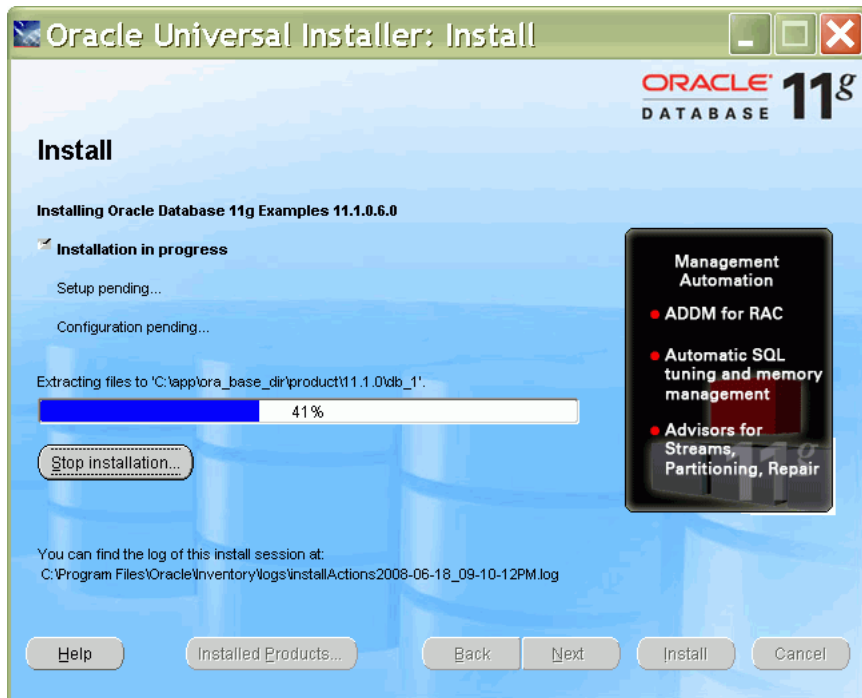 Oracle Universal Installer: Install
ORACLE
DATABASE 11g
Install
Installing Oracle Database 11g Examples 11.1.0.6.0
Installation in progress
Setup pending...
Configuration pending...
Extracting files to 'C:\app\ora_base_dir\product\11.1.0\db_1'.
41%
Stop installation...
Management
Automation
ADDM for RAC
Automatic SQL
tuning and memory
management
Advisors for
Streams,
Partitioning, Repair
11g
You can find the log of this install session at:
C:\Program Files\Oracle\Inventory\logs\installActions2008-06-18_09-10-12PM.log
Help
Installed Products...
Back
Next
Install
Cancel